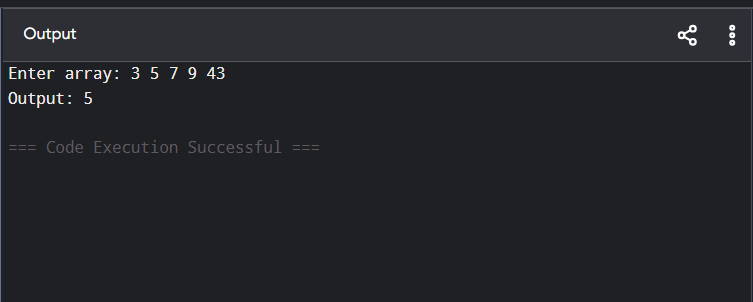 Output
Enter array: 3 5 7 9 43
Output: 5
=== Code Execution Successful ===